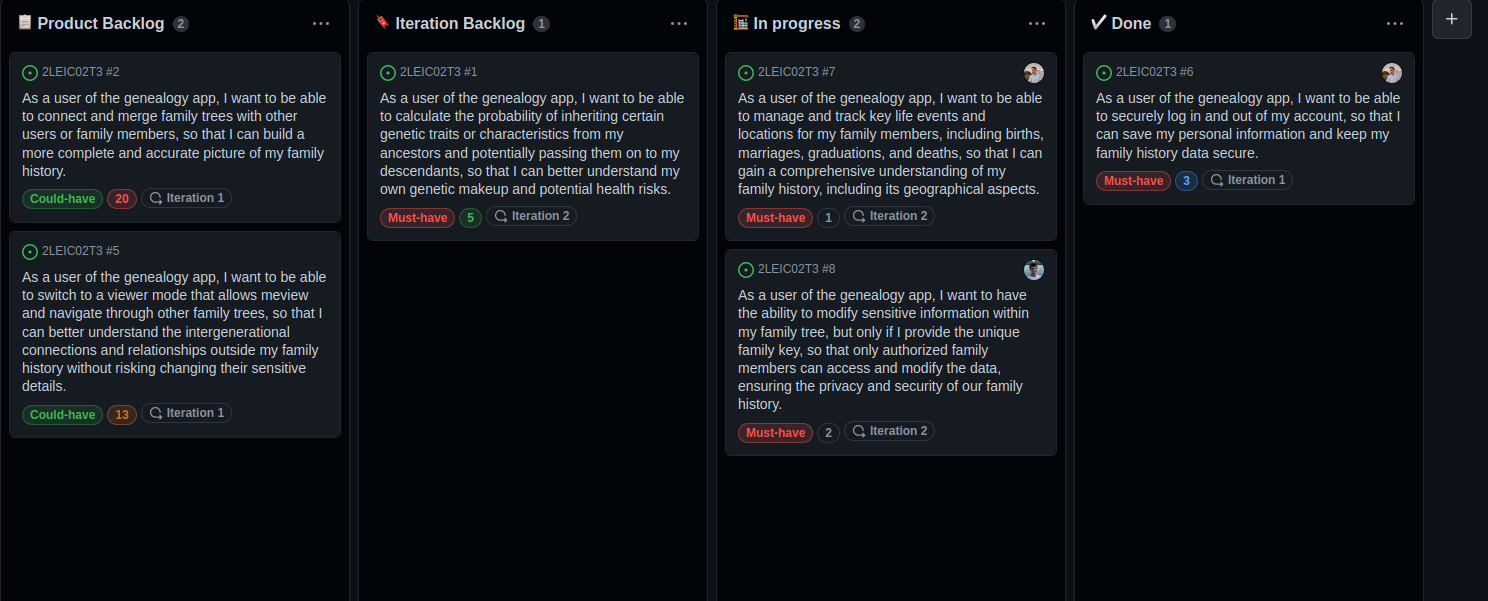 Product Backlog 2
2LEIC02T3 #2
As a user of the genealogy app, I want to be able
to connect and merge family trees with other
users or family members, so that I can build a
more complete and accurate picture of my family
history.
Could-have 20 Iteration 1
2LEIC02T3 #5
As a user of the genealogy app, I want to be able
to switch to a viewer mode that allows meview
and navigate through other family trees, so that I
can better understand the intergenerational
connections and relationships outside my family
history without risking changing their sensitive
details.
Could-have 13 Iteration 1
Iteration Backlog 1
2LEIC02T3 #1
As a user of the genealogy app, I want to be able
to calculate the probability of inheriting certain
genetic traits or characteristics from my
ancestors and potentially passing them on to my
descendants, so that I can better understand my
own genetic makeup and potential health risks.
Must-have 5 Iteration 2
In progress 2
2LEIC02T3 #7
As a user of the genealogy app, I want to be able
to manage and track key life events and
locations for my family members, including births,
marriages, graduations, and deaths, so that I can
gain a comprehensive understanding of my
family history, including its geographical aspects.
Must-have 1 Iteration 2
2LEIC02T3 #8
As a user of the genealogy app, I want to have
the ability to modify sensitive information within
my family tree, but only if I provide the unique
family key, so that only authorized family
members can access and modify the data,
ensuring the privacy and security of our family
history.
Must-have 2 Iteration 2
Done 1
2LEIC02T3 #6
As a user of the genealogy app, I want to be able
to securely log in and out of my account, so that I
can save my personal information and keep my
family history data secure.
Must-have 3 Iteration 1